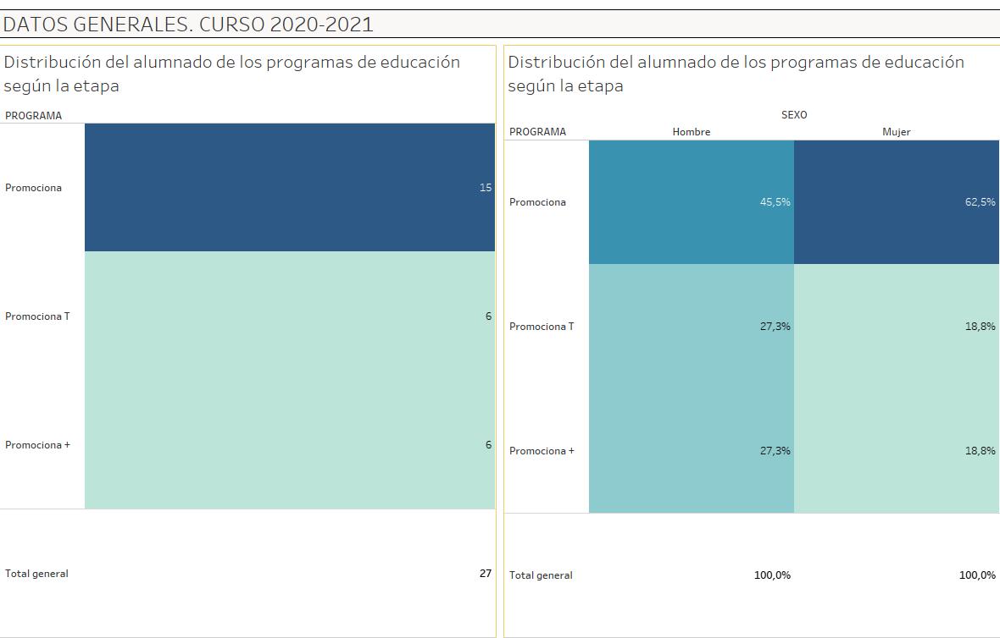 DATOS GENERALES. CURSO 2020-2021
Distribución del alumnado de los programas de educación
según la etapa
PROGRAMA
Promociona 15
Promociona T 6
Promociona + 6
Total general 27
Distribución del alumnado de los programas de educación
según la etapa
SEXO
PROGRAMA Hombre Mujer
Promociona 45,5% 62,5%
Promociona T 27,3% 18,8%
Promociona + 27,3% 18,8%
Total general 100,0% 100,0%